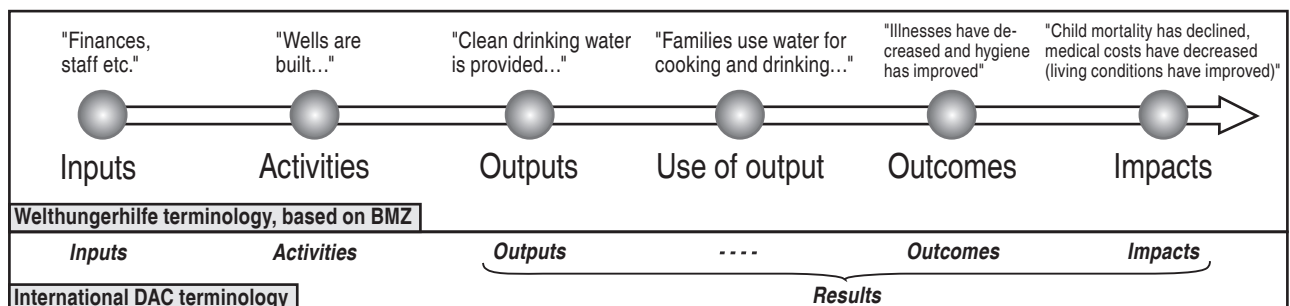 "Finances,
staff etc."
"Wells are
built…"
"Clean drinking water
is provided…"
"Families use water for
cooking and drinking…"
"Illnesses have de-
creased and hygiene
has improved"
"Child mortality has declined,
medical costs have decreased
(living conditions have improved)"
Inputs Activities Outputs Use of output Outcomes Impacts
Welthungerhilfe terminology, based on BMZ
Inputs Activities Outputs - - - - Outcomes Impacts
Results
International DAC terminology